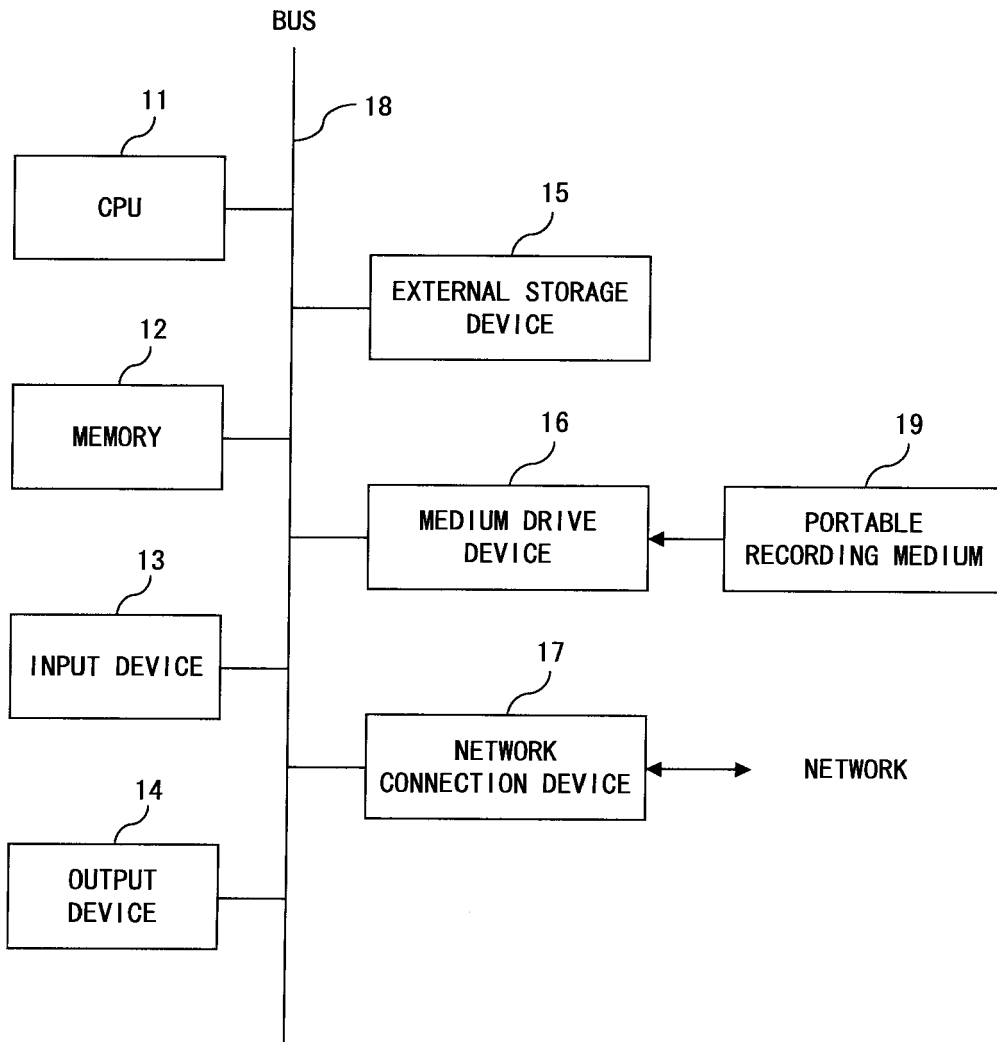 BUS
18
11
CPU
15
EXTERNAL STORAGE
DEVICE
12
MEMORY
16
MEDIUM DRIVE
DEVICE
19
PORTABLE
RECORDING MEDIUM
13
INPUT DEVICE
17
NETWORK
CONNECTION DEVICE
NETWORK
14
OUTPUT
DEVICE